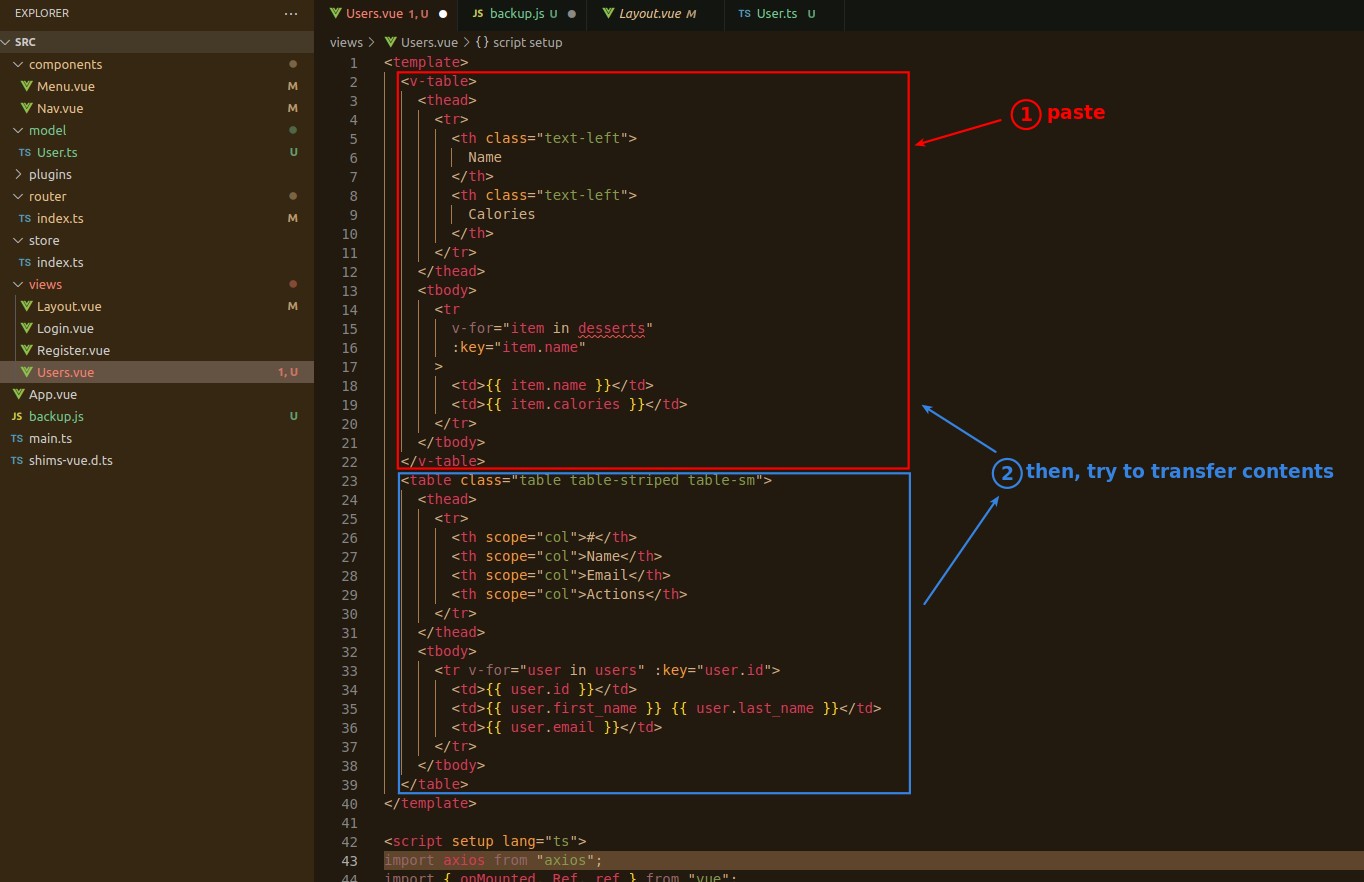 EXPLORER ...
SRC
components
Menu.vue M
Nav.vue M
model
TS User.ts U
plugins
router
TS index.ts M
store
TS index.ts
views
Layout.vue M
Login.vue
Register.vue
Users.vue 1, U
App.vue
JS backup.js U
TS main.ts
TS shims-vue.d.ts
Users.vue 1, U
JS backup.js U
Layout.vue M
TS User.ts U
views > Users.vue > {} script setup
1 <template>
2 <v-table>
3 <thead>
4 <tr>
5 <th class="text-left">
6 Name
7 </th>
8 <th class="text-left">
9 Calories
10 </th>
11 </tr>
12 </thead>
13 <tbody>
14 <tr
15 v-for="item in desserts"
16 :key="item.name"
17 >
18 <td>{{ item.name }}</td>
19 <td>{{ item.calories }}</td>
20 </tr>
21 </tbody>
22 </v-table>
23 <table class="table table-striped table-sm">
24 <thead>
25 <tr>
26 <th scope="col">#</th>
27 <th scope="col">Name</th>
28 <th scope="col">Email</th>
29 <th scope="col">Actions</th>
30 </tr>
31 </thead>
32 <tbody>
33 <tr v-for="user in users" :key="user.id">
34 <td>{{ user.id }}</td>
35 <td>{{ user.first_name }} {{ user.last_name }}</td>
36 <td>{{ user.email }}</td>
37 </tr>
38 </tbody>
39 </table>
40 </template>
41
42 <script setup lang="ts">
43 import axios from "axios";
44 import { onMounted, Ref, ref } from "vue";
1 paste
2 then, try to transfer contents